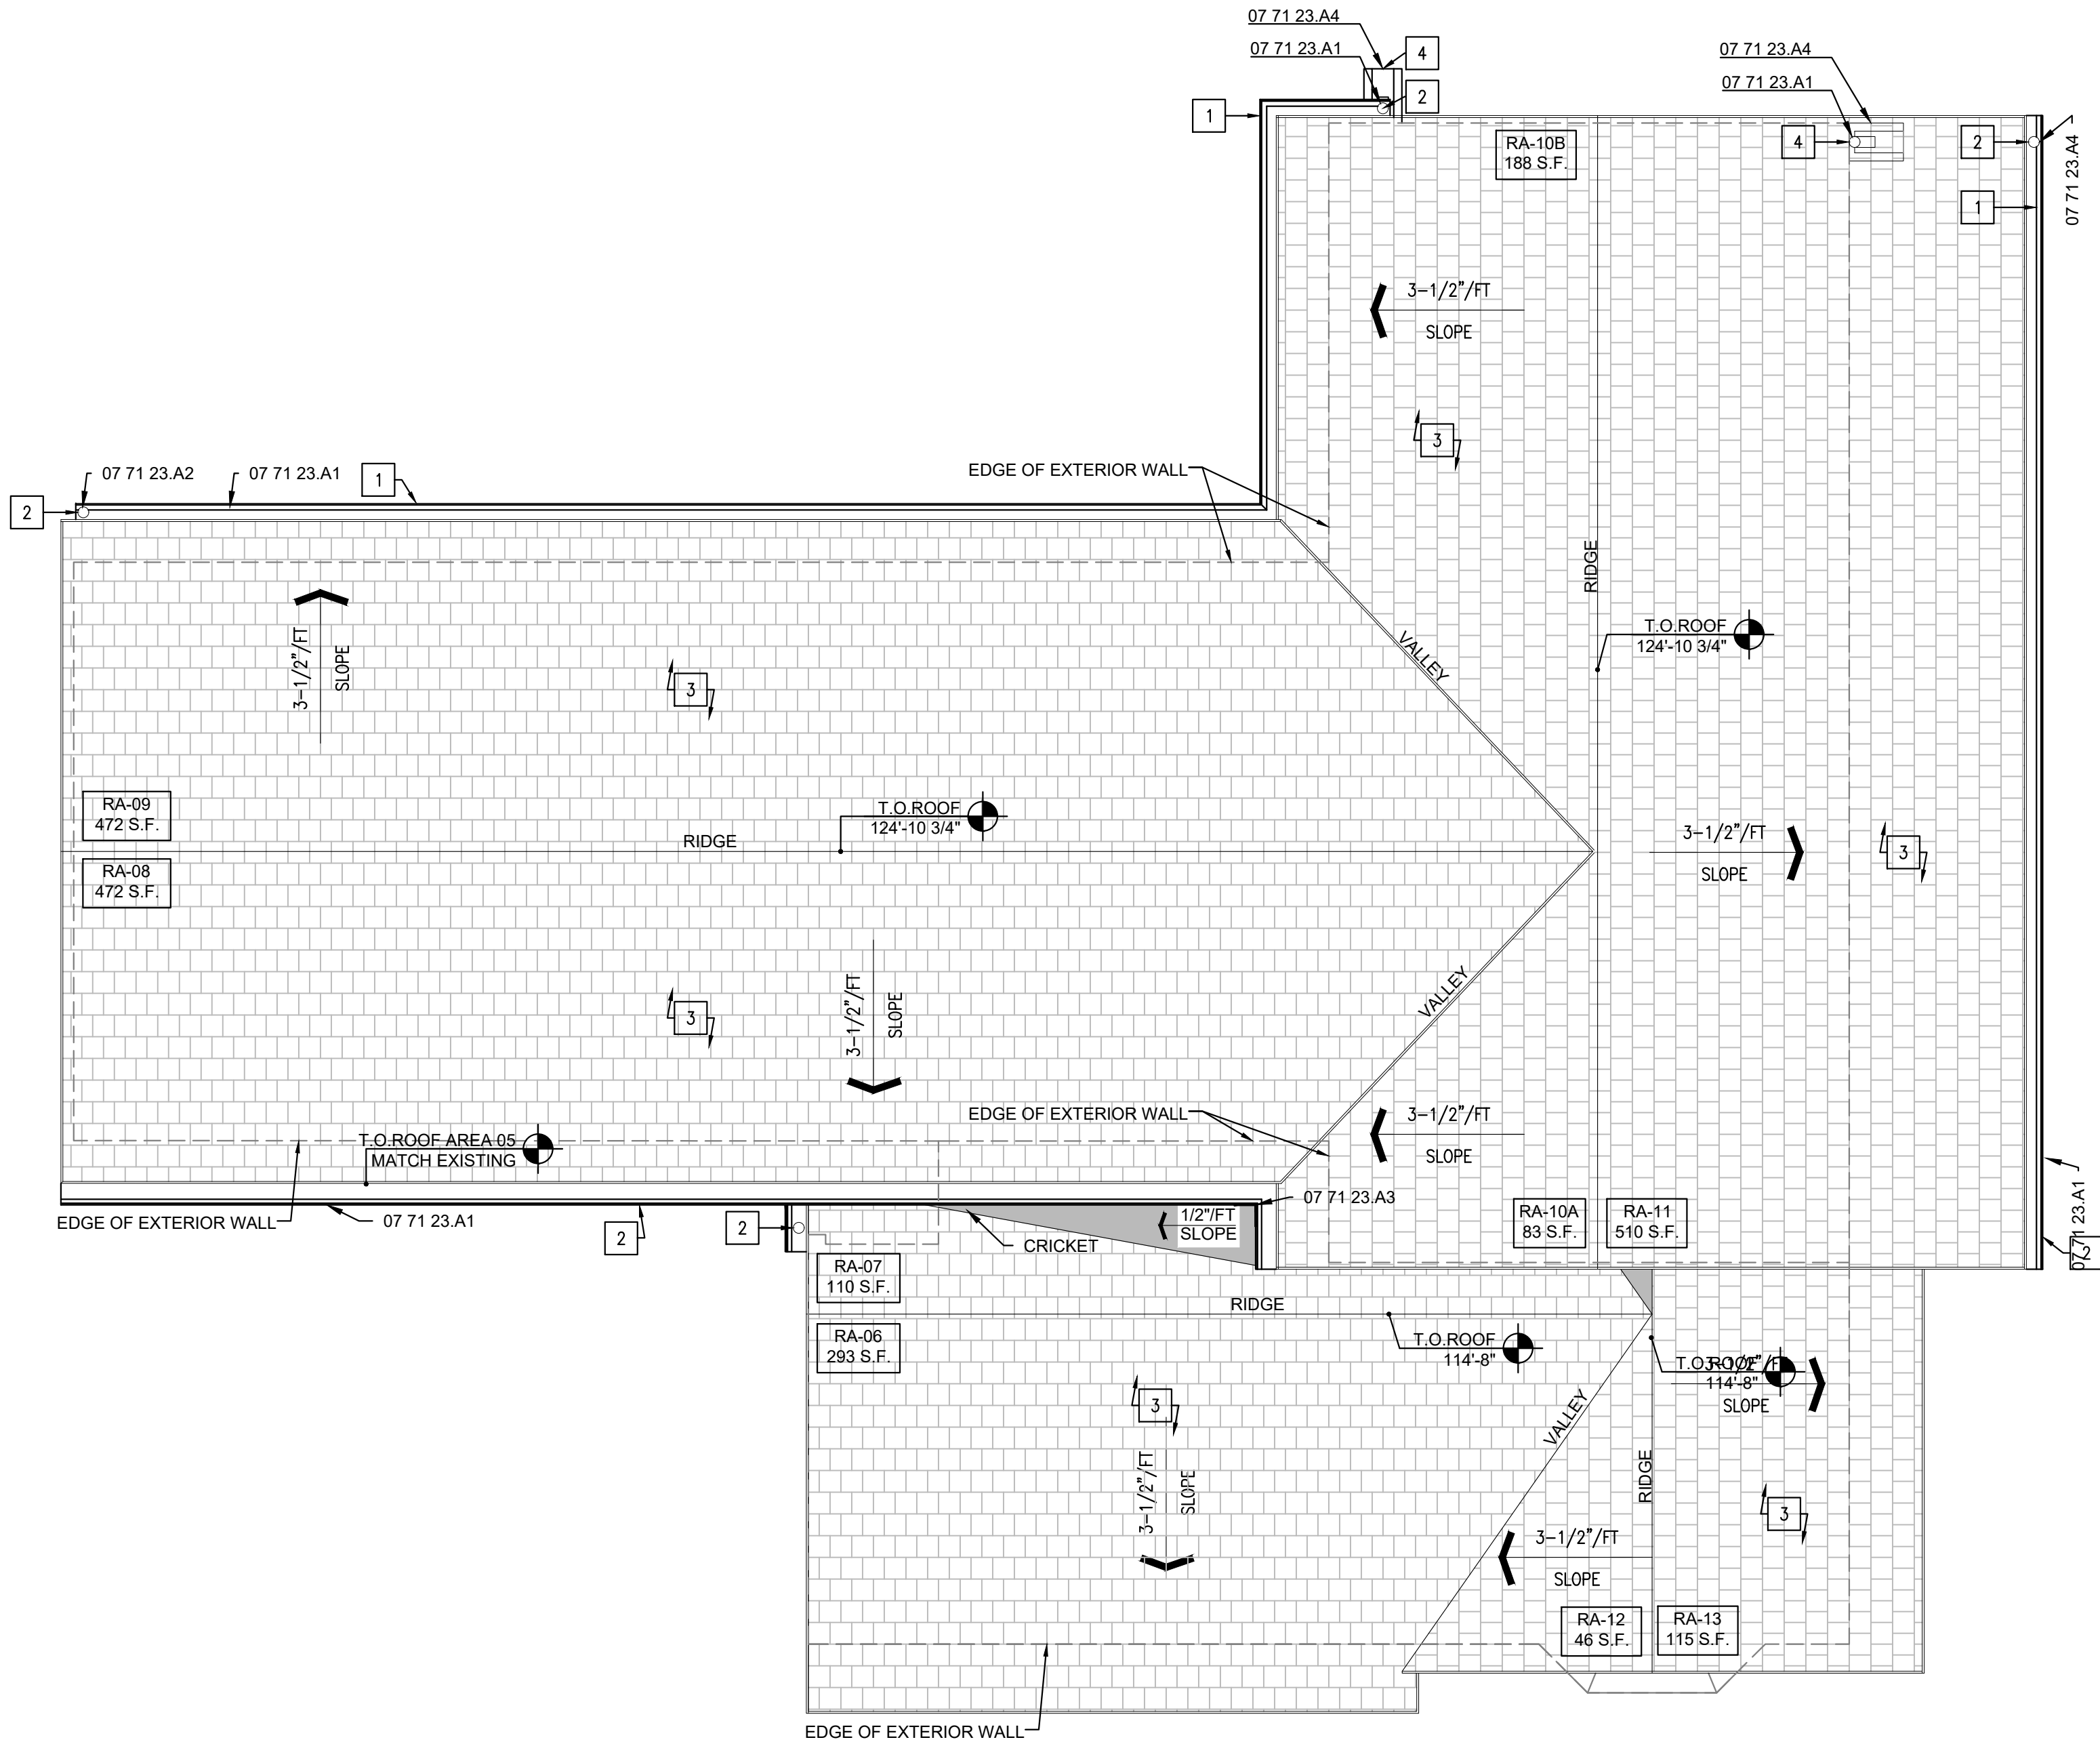 07 71 23.A4
07 71 23.A1
4
2
1
07 71 23.A4
07 71 23.A1
4
2
1
07 71 23.A4
RA-10B
188 S.F.
3-1/2"/FT
SLOPE
3
EDGE OF EXTERIOR WALL
07 71 23.A2
07 71 23.A1
1
2
RIDGE
T.O.ROOF
124'-10 3/4"
VALLEY
3-1/2"/FT
SLOPE
3
RA-09
472 S.F.
T.O.ROOF
124'-10 3/4"
RIDGE
RA-08
472 S.F.
3-1/2"/FT
SLOPE
3
3
3-1/2"/FT
SLOPE
VALLEY
EDGE OF EXTERIOR WALL
3-1/2"/FT
SLOPE
T.O.ROOF AREA 05
MATCH EXISTING
EDGE OF EXTERIOR WALL
07 71 23.A1
2
2
07 71 23.A3
1/2"/FT
SLOPE
CRICKET
RA-10A
83 S.F.
RA-11
510 S.F.
07 71 23.A1
2
RA-07
110 S.F.
RIDGE
RA-06
293 S.F.
T.O.ROOF
114'-8"
T.O.ROOF
114'-8"
3-1/2"/FT
SLOPE
3
VALLEY
3-1/2"/FT
SLOPE
RIDGE
3
3-1/2"/FT
SLOPE
RA-12
46 S.F.
RA-13
115 S.F.
EDGE OF EXTERIOR WALL